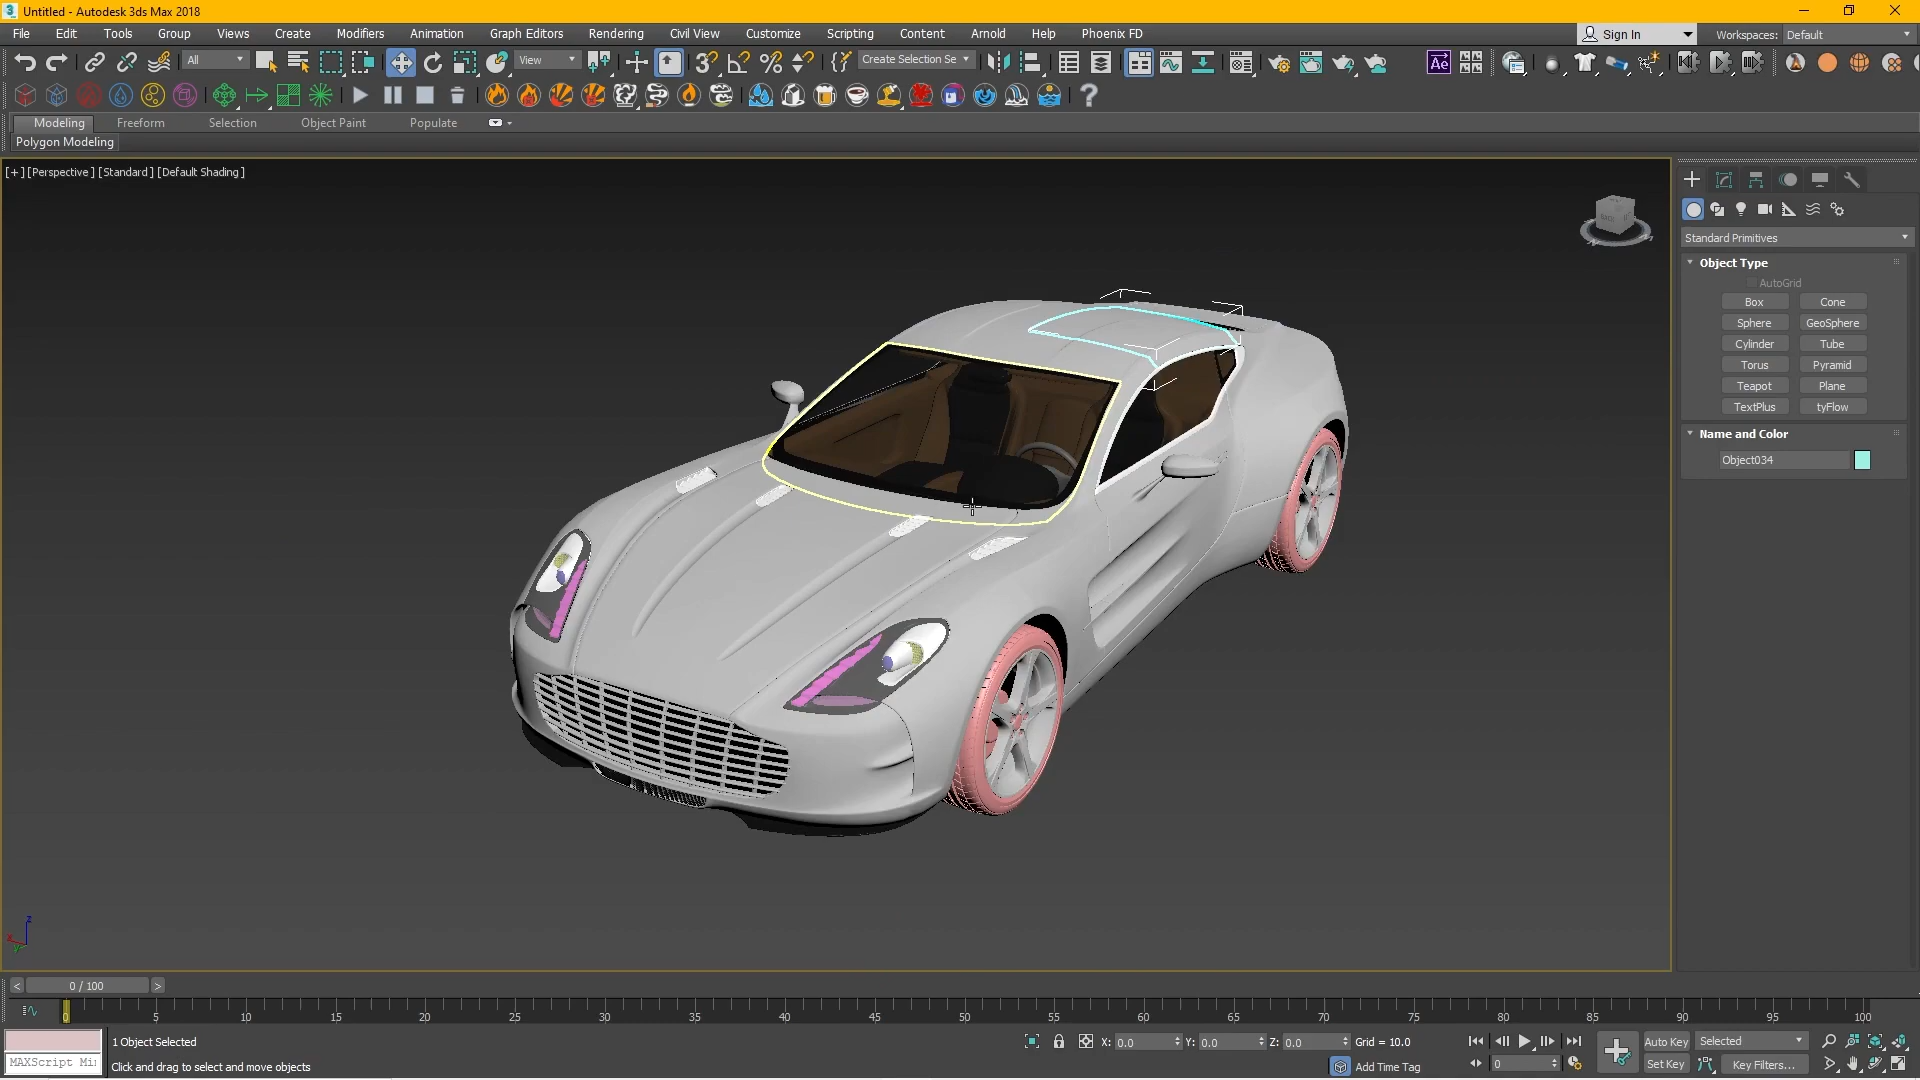 3 Untitled - Autodesk 3ds Max 2018
File Edit Tools Group Views Create Modifiers Animation Graph Editors Rendering Civil View Customize Scripting Content Arnold Help Phoenix FD Sign In Workspaces: Default
All View 3 Create Selection Se Ae
?
Modeling Freeform Selection Object Paint Populate
Polygon Modeling
[+] [Perspective] [Standard] [Default Shading]
Standard Primitives
Object Type
AutoGrid
Box Cone
Sphere GeoSphere
Cylinder Tube
Torus Pyramid
Teapot Plane
TextPlus tyFlow
Name and Color
Object034
z
x
y
< 0 / 100 >
0 5 10 15 20 25 30 35 40 45 50 55 60 65 70 75 80 85 90 95 100
1 Object Selected X: 0.0 Y: 0.0 Z: 0.0 Grid = 10.0 Auto Key Selected
MAXScript Mi Click and drag to select and move objects Add Time Tag 0 Set Key Key Filters...